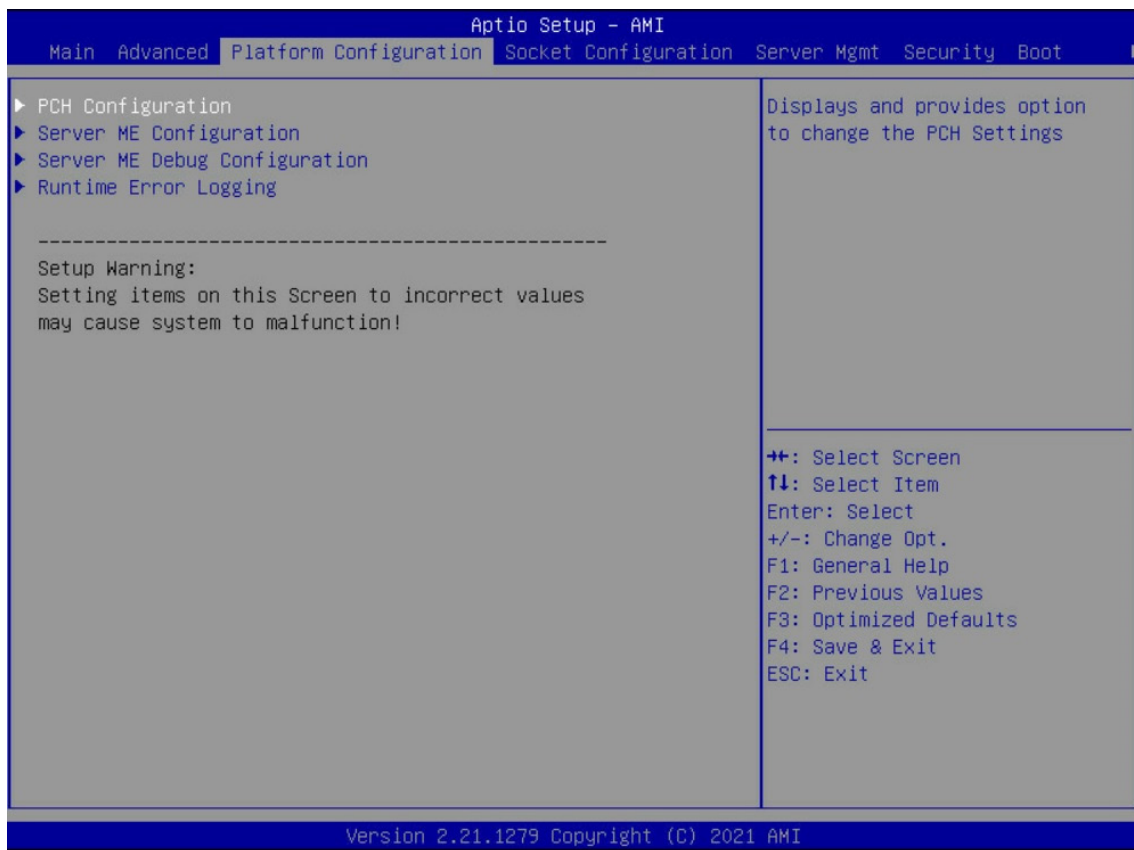 Aptio Setup – AMI
Main Advanced Platform Configuration Socket Configuration Server Mgmt Security Boot
▶ PCH Configuration
▶ Server ME Configuration
▶ Server ME Debug Configuration
▶ Runtime Error Logging
--------------------------------------------------
Setup Warning:
Setting items on this Screen to incorrect values
may cause system to malfunction!
Displays and provides option
to change the PCH Settings
→←: Select Screen
↑↓: Select Item
Enter: Select
+/-: Change Opt.
F1: General Help
F2: Previous Values
F3: Optimized Defaults
F4: Save & Exit
ESC: Exit
Version 2.21.1279 Copyright (C) 2021 AMI